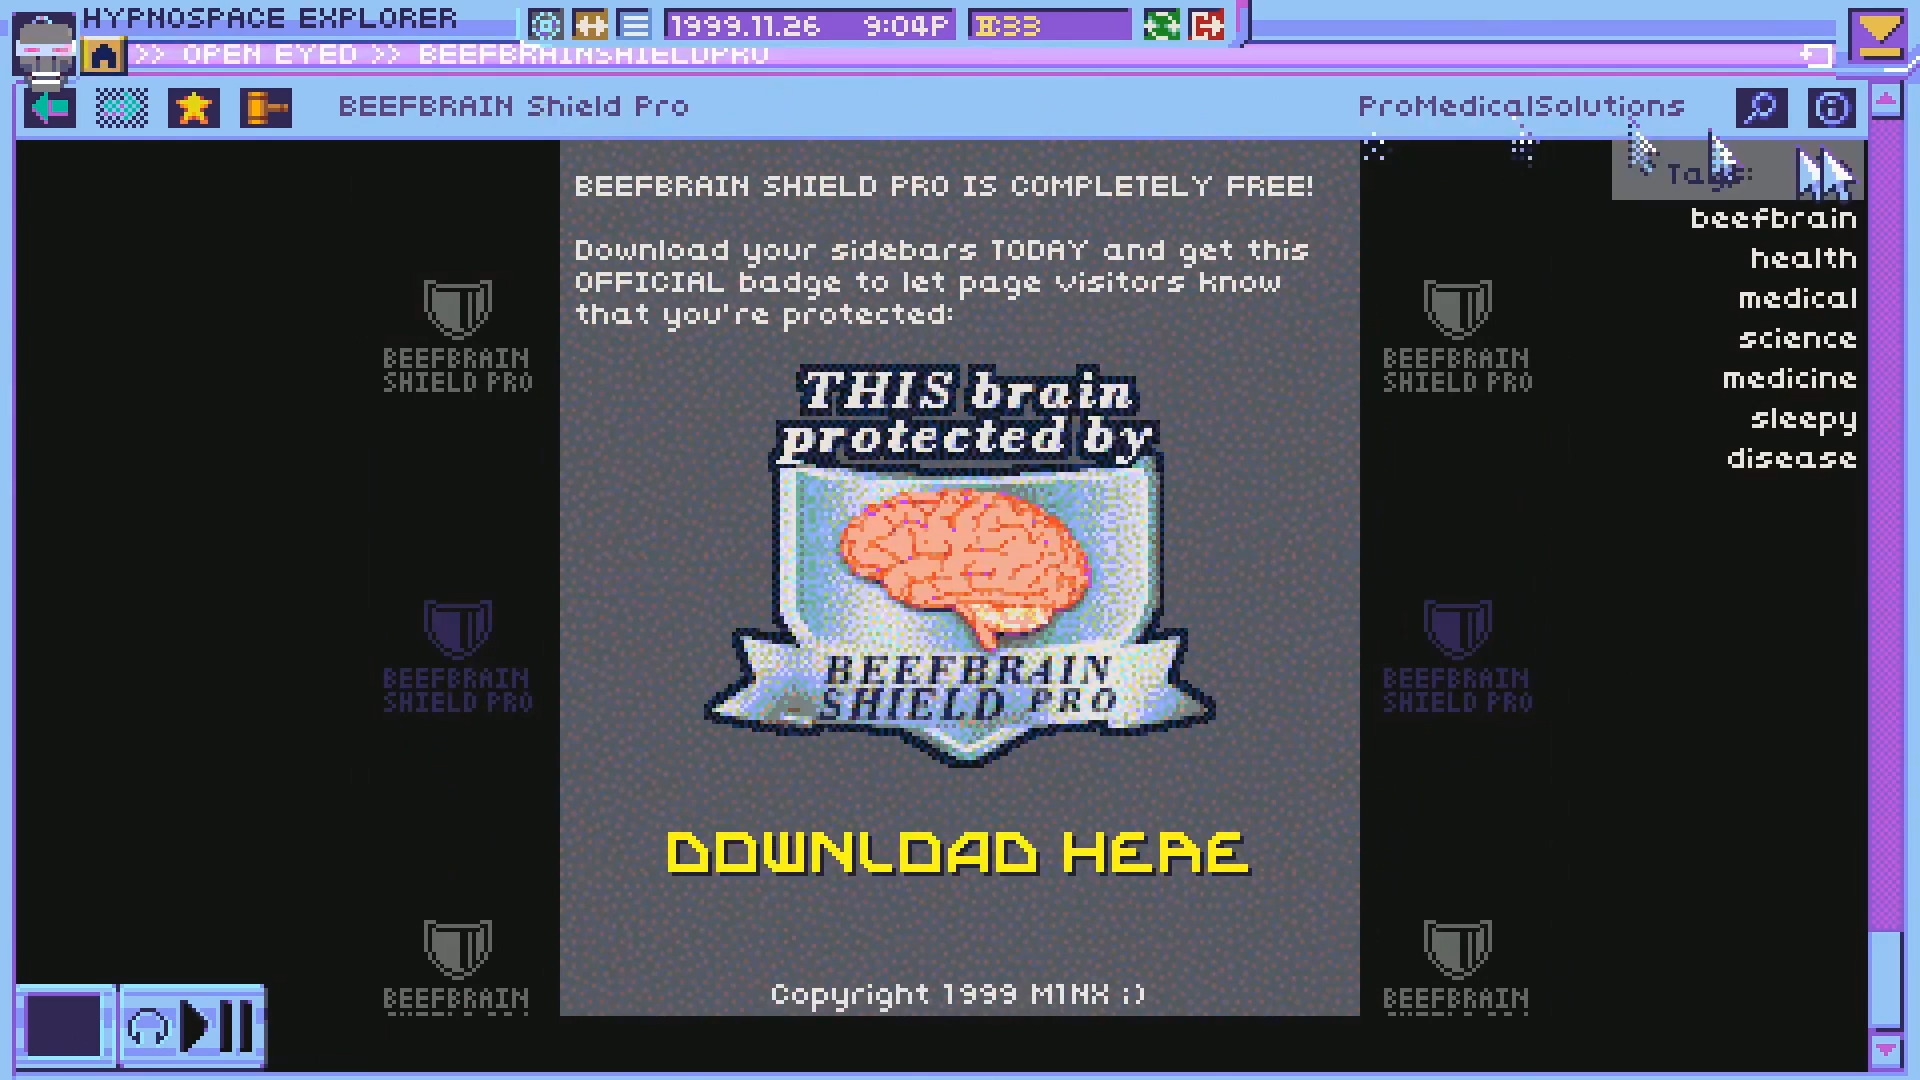 HYPNOSPACE EXPLORER
1999.11.26 9:04P
33
>> OPEN EYED >> BEEFBRAINSHIELDPRO
BEEFBRAIN Shield Pro
ProMedicalSolutions
Tags:
beefbrain
health
medical
science
medicine
sleepy
disease
BEEFBRAIN SHIELD PRO IS COMPLETELY FREE!
Download your sidebars TODAY and get this
OFFICIAL badge to let page visitors know
that you're protected:
THIS brain
protected by
BEEFBRAIN
SHIELD PRO
DOWNLOAD HERE
Copyright 1999 M1NX ;)
BEEFBRAIN
SHIELD PRO
BEEFBRAIN
SHIELD PRO
BEEFBRAIN
BEEFBRAIN
SHIELD PRO
BEEFBRAIN
SHIELD PRO
BEEFBRAIN